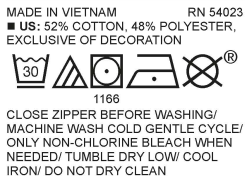 MADE IN VIETNAM RN 54023
■ US: 52% COTTON, 48% POLYESTER,
EXCLUSIVE OF DECORATION
30 ®
1166
CLOSE ZIPPER BEFORE WASHING/
MACHINE WASH COLD GENTLE CYCLE/
ONLY NON-CHLORINE BLEACH WHEN
NEEDED/ TUMBLE DRY LOW/ COOL
IRON/ DO NOT DRY CLEAN